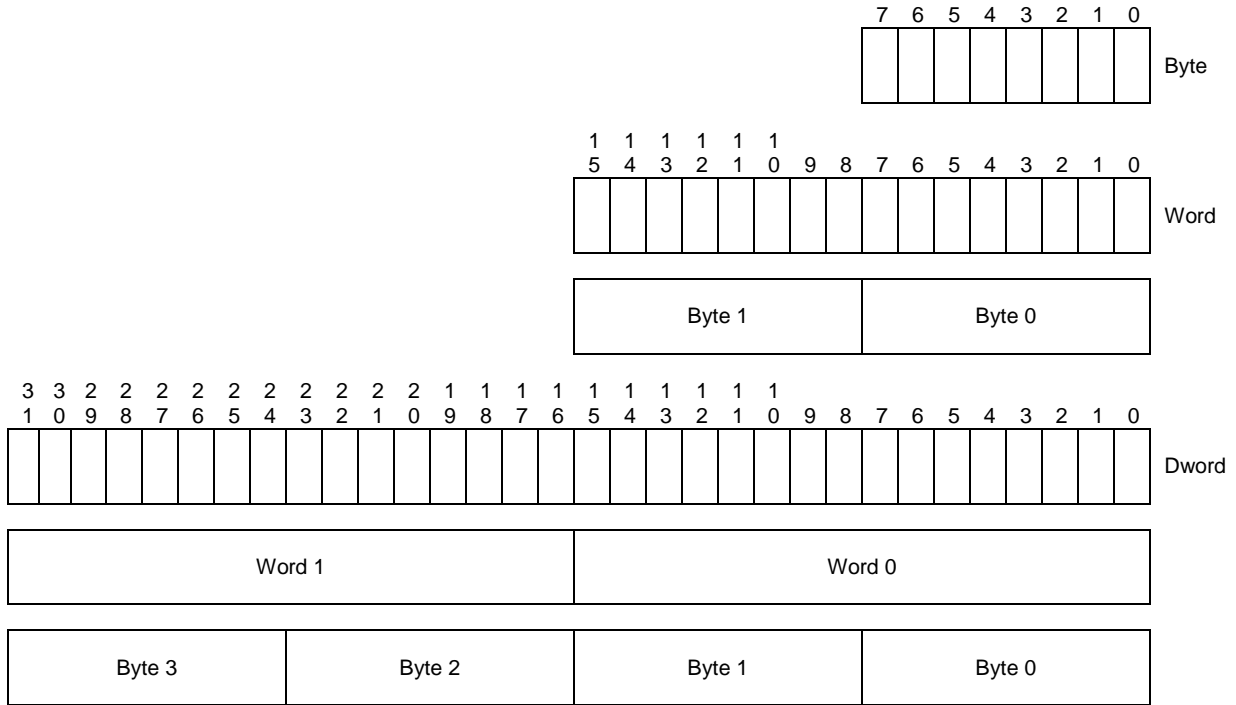 7 6 5 4 3 2 1 0
Byte
1 1 1 1 1 1
5 4 3 2 1 0 9 8 7 6 5 4 3 2 1 0
Word
Byte 1 Byte 0
3 3 2 2 2 2 2 2 2 2 2 2 1 1 1 1 1 1 1 1 1 1
1 0 9 8 7 6 5 4 3 2 1 0 9 8 7 6 5 4 3 2 1 0 9 8 7 6 5 4 3 2 1 0
Dword
Word 1 Word 0
Byte 3 Byte 2 Byte 1 Byte 0